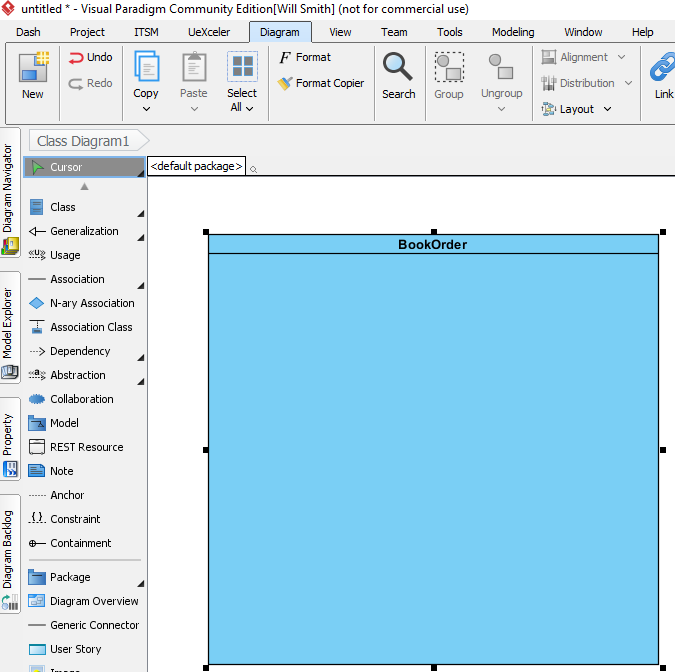 untitled * - Visual Paradigm Community Edition[Will Smith] (not for commercial use)
Dash Project ITSM UeXceler Diagram View Team Tools Modeling Window Help
New
Undo
Redo
Copy
Paste
Select
All
Format
Format Copier
Search
Group
Ungroup
Alignment
Distribution
Layout
Link
Class Diagram1
Diagram Navigator
Model Explorer
Property
Diagram Backlog
Cursor
<default package>
Class
Generalization
«U» Usage
Association
N-ary Association
Association Class
Dependency
«a» Abstraction
Collaboration
Model
REST Resource
Note
Anchor
{} Constraint
Containment
Package
Diagram Overview
Generic Connector
User Story
Image
BookOrder